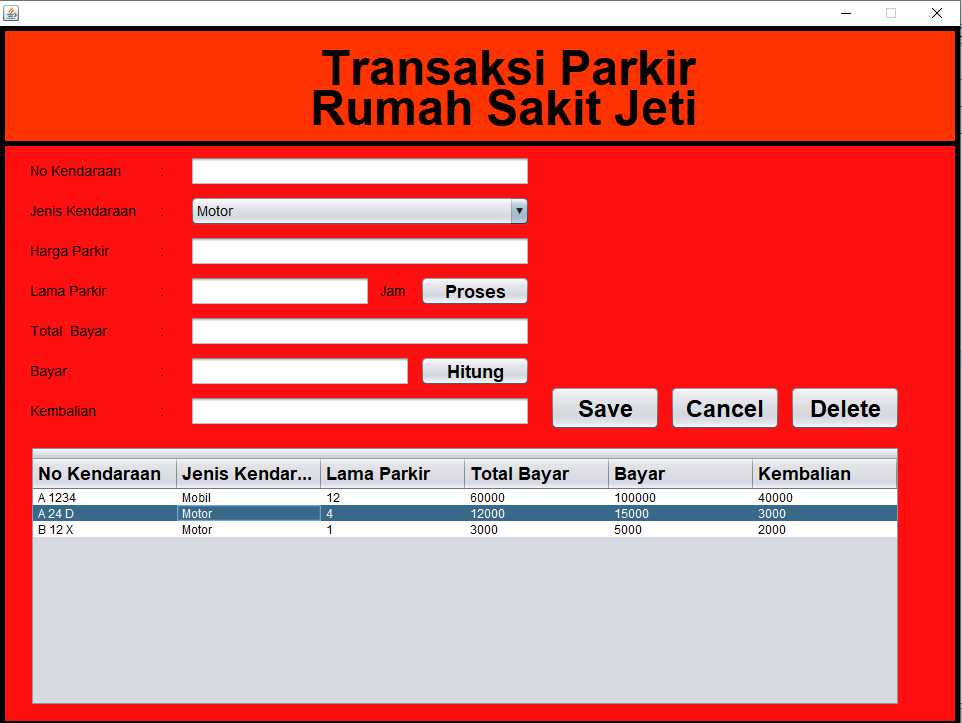 Transaksi Parkir
Rumah Sakit Jeti
No Kendaraan :
Jenis Kendaraan : Motor
Harga Parkir :
Lama Parkir : Jam Proses
Total Bayar :
Bayar : Hitung
Kembalian : Save Cancel Delete
No Kendaraan Jenis Kendar... Lama Parkir Total Bayar Bayar Kembalian
A 1234 Mobil 12 60000 100000 40000
A 24 D Motor 4 12000 15000 3000
B 12 X Motor 1 3000 5000 2000